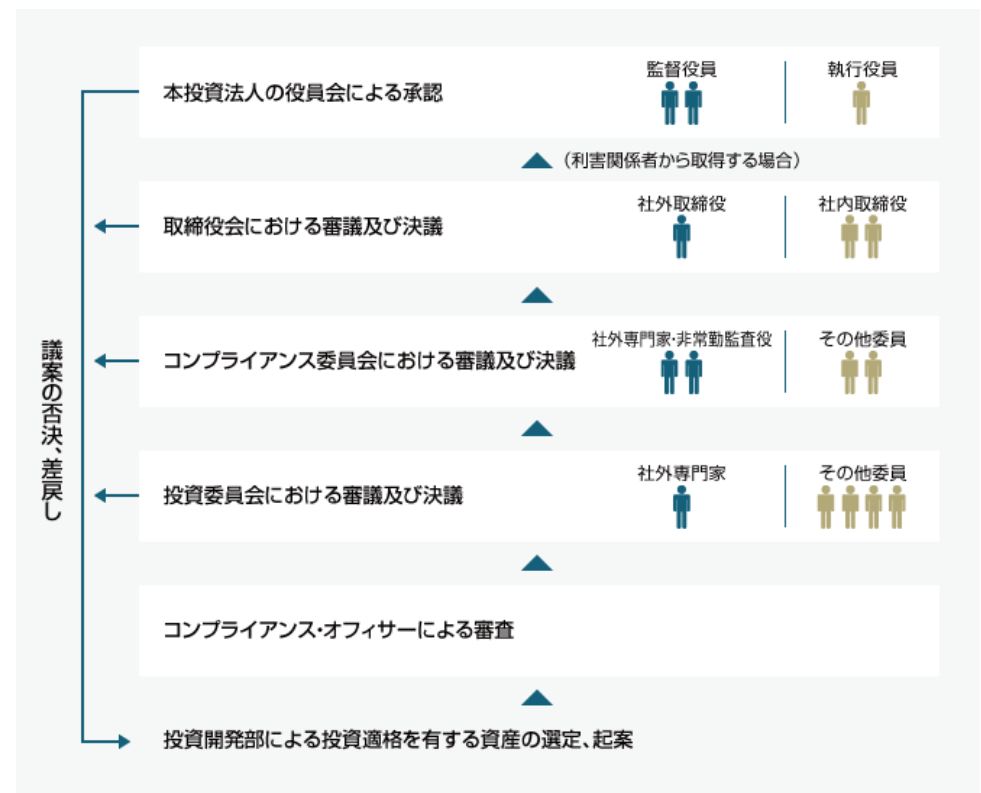 本投資法人の役員会による承認
監督役員
執行役員
（利害関係者から取得する場合）
取締役会における審議及び決議
社外取締役
社内取締役
コンプライアンス委員会における審議及び決議
社外専門家・非常勤監査役
その他委員
投資委員会における審議及び決議
社外専門家
その他委員
コンプライアンス・オフィサーによる審査
投資開発部による投資適格を有する資産の選定、起案
議案の否決、差戻し